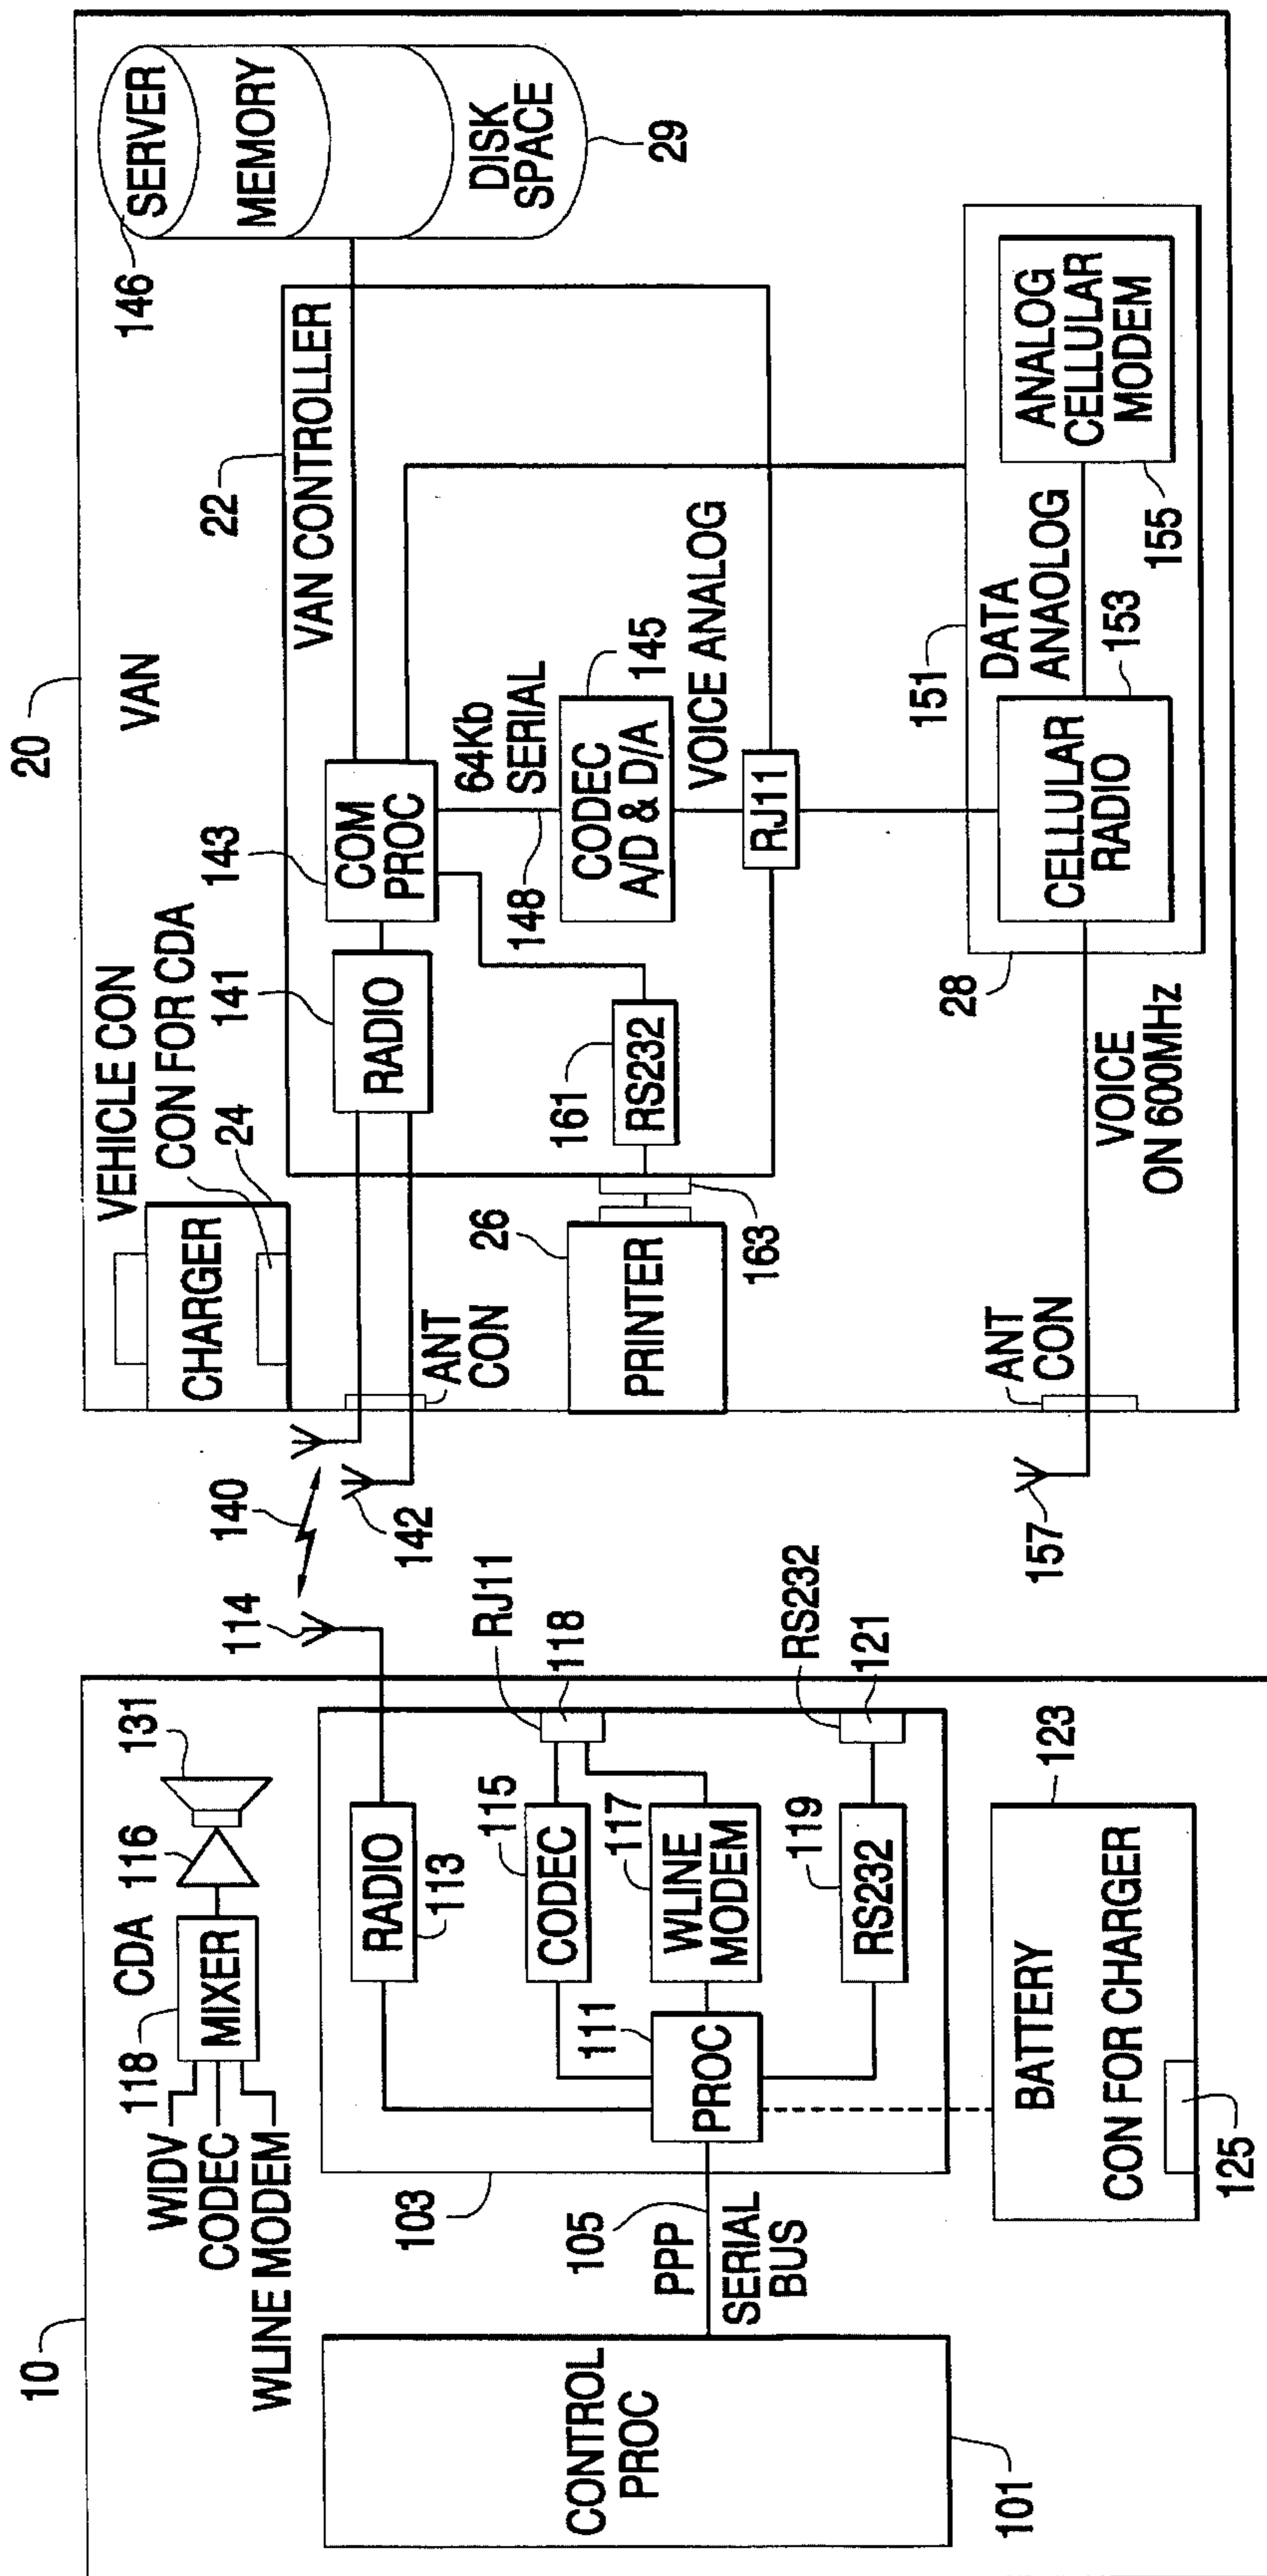 10
CDA
118
116
131
WIDV
CODEC
WLINE MODEM
MIXER
114
140
142
103
RADIO
113
RJ11
118
115
CODEC
117
WLINE
MODEM
111
PROC
RS232
121
119
RS232
105
PPP
SERIAL
BUS
CONTROL
PROC
101
123
BATTERY
CON FOR CHARGER
125
20
VAN
VEHICLE CON
CON FOR CDA
24
CHARGER
ANT
CON
146
SERVER
MEMORY
DISK
SPACE
29
22
VAN CONTROLLER
141
RADIO
143
COM
PROC
64Kb
SERIAL
148
145
CODEC
A/D & D/A
VOICE ANALOG
RJ11
161
RS232
26
PRINTER
163
151
DATA
ANAOLOG
153
CELLULAR
RADIO
ANALOG
CELLULAR
MODEM
155
28
VOICE
ON 600MHz
ANT
CON
157